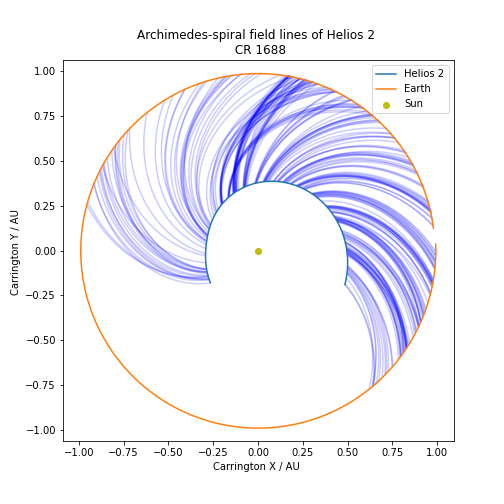 Archimedes-spiral field lines of Helios 2
CR 1688
Helios 2
Earth
Sun
Carrington Y / AU
1.00
0.75
0.50
0.25
0.00
−0.25
−0.50
−0.75
−1.00
−1.00 −0.75 −0.50 −0.25 0.00 0.25 0.50 0.75 1.00
Carrington X / AU